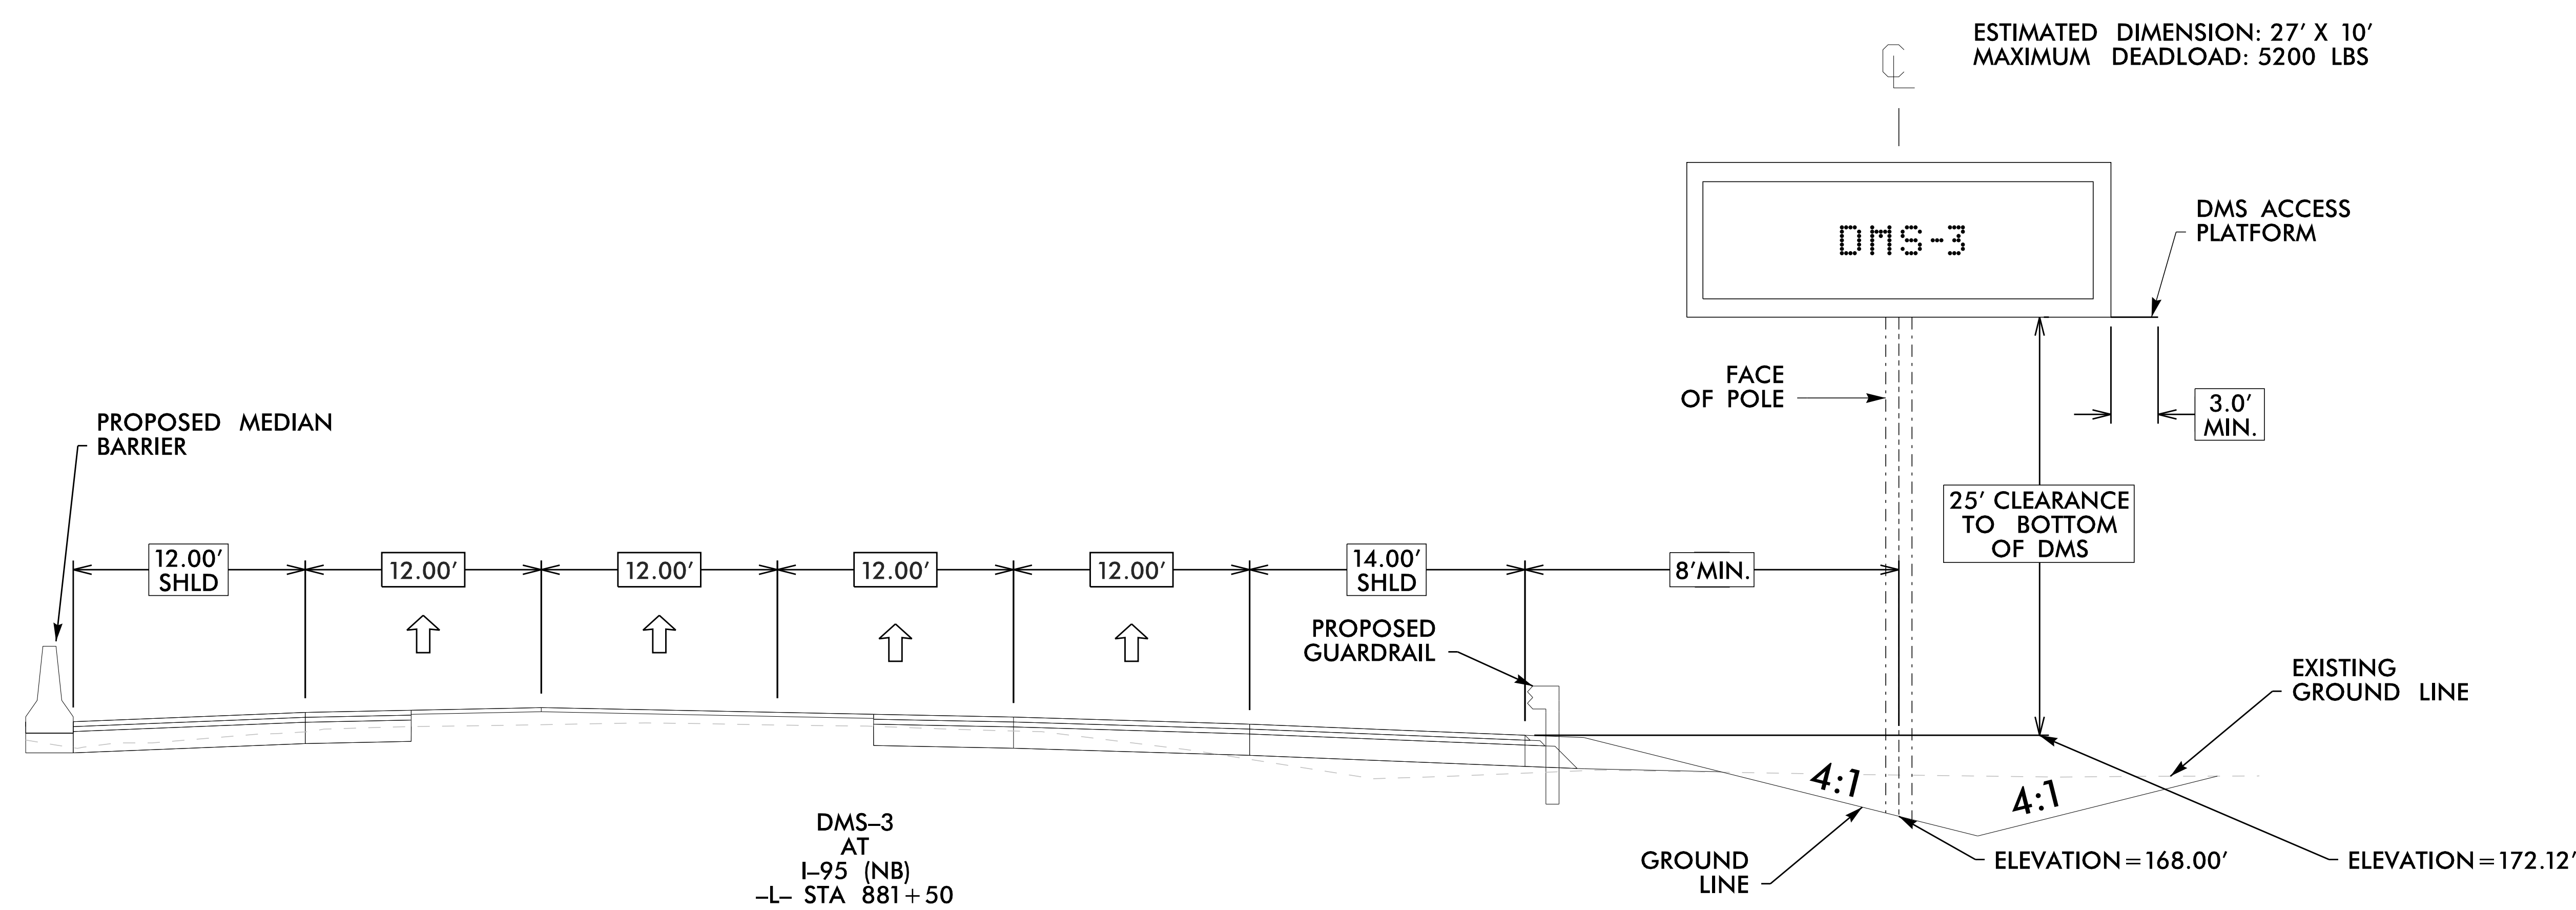 ESTIMATED DIMENSION: 27' X 10'
MAXIMUM DEADLOAD: 5200 LBS
CL
DMS-3
DMS ACCESS
PLATFORM
FACE
OF POLE
3.0'
MIN.
PROPOSED MEDIAN
BARRIER
25' CLEARANCE
TO BOTTOM
OF DMS
12.00'
SHLD
12.00'
12.00'
12.00'
12.00'
14.00'
SHLD
8'MIN.
PROPOSED
GUARDRAIL
EXISTING
GROUND LINE
4:1
4:1
DMS–3
AT
I–95 (NB)
–L– STA 881+50
GROUND
LINE
ELEVATION=168.00'
ELEVATION=172.12'